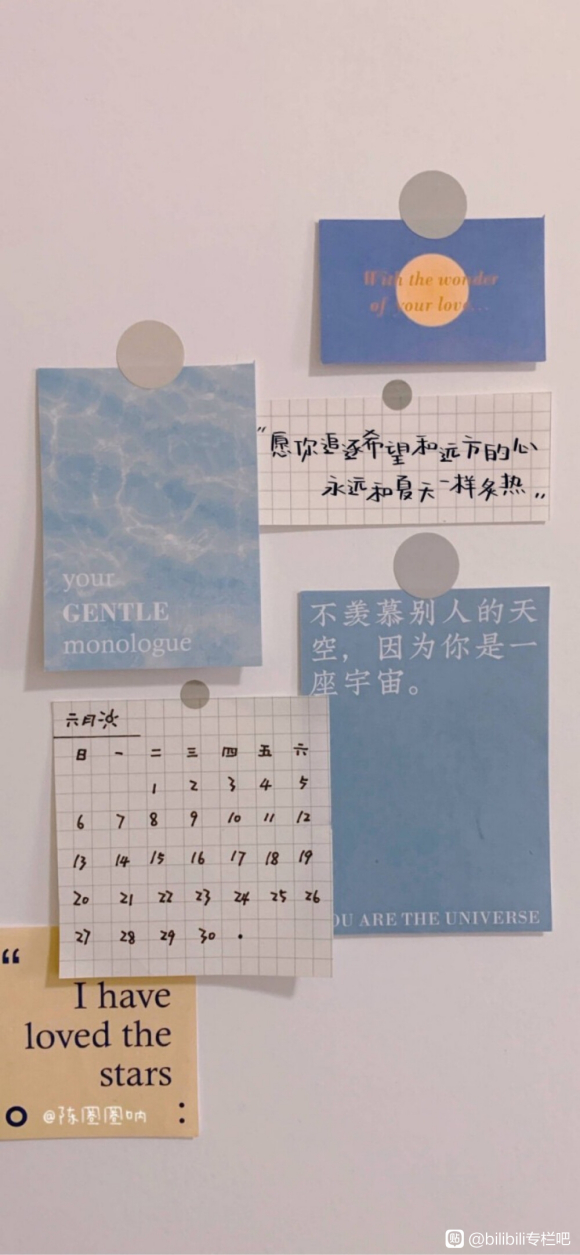 With the wonder
of your love...
"愿你追逐希望和远方的心
永远和夏天一样炙热"
your
GENTLE
monologue
不羡慕别人的天
空，因为你是一
座宇宙。
OU ARE THE UNIVERSE
六月
日 一 二 三 四 五 六
1 2 3 4 5
6 7 8 9 10 11 12
13 14 15 16 17 18 19
20 21 22 23 24 25 26
27 28 29 30 .
“
I have
loved the
stars
@陈圈圈呐
@bilibili专栏吧